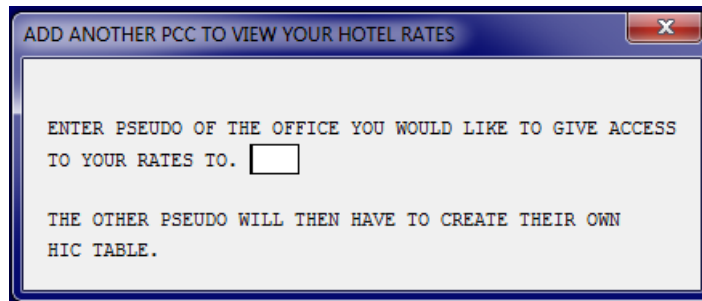 ADD ANOTHER PCC TO VIEW YOUR HOTEL RATES
ENTER PSEUDO OF THE OFFICE YOU WOULD LIKE TO GIVE ACCESS
TO YOUR RATES TO.
THE OTHER PSEUDO WILL THEN HAVE TO CREATE THEIR OWN
HIC TABLE.